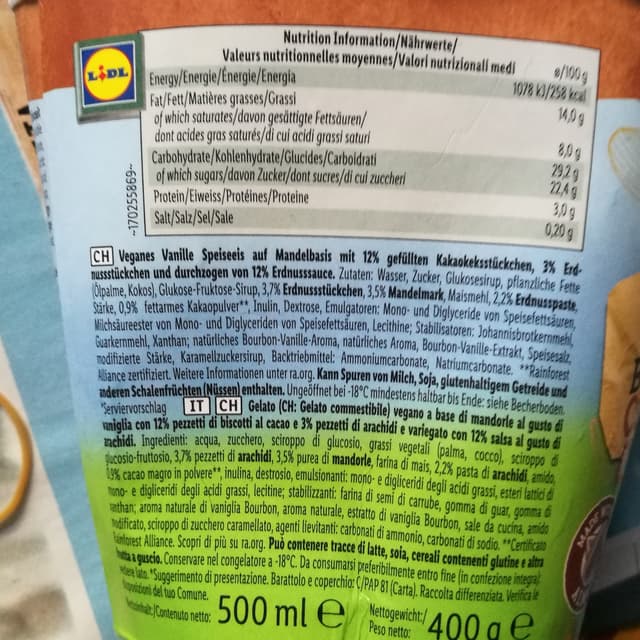 LIDL
Nutrition Information/Nährwerte/
Valeurs nutritionnelles moyennes/Valori nutrizionali medi
ø/100 g
Energy/Energie/Énergie/Energia
1078 kJ/258 kcal
Fat/Fett/Matières grasses/Grassi
14,0 g
of which saturates/davon gesättigte Fettsäuren/
dont acides gras saturés/di cui acidi grassi saturi
8,0 g
Carbohydrate/Kohlenhydrate/Glucides/Carboidrati
29,2 g
of which sugars/davon Zucker/dont sucres/di cui zuccheri
22,4 g
Protein/Eiweiss/Protéines/Proteine
3,0 g
Salt/Salz/Sel/Sale
0,20 g
~170255869~
CH Veganes Vanille Speiseeis auf Mandelbasis mit 12% gefüllten Kakaokeksstückchen, 3% Erd-
nussstückchen und durchzogen von 12% Erdnusssauce. Zutaten: Wasser, Zucker, Glukosesirup, pflanzliche Fette
(Ölpalme, Kokos), Glukose-Fruktose-Sirup, 3,7% Erdnussstückchen, 3,5% Mandelmark, Maismehl, 2,2% Erdnusspaste,
Stärke, 0,9% fettarmes Kakaopulver**, Inulin, Dextrose, Emulgatoren: Mono- und Diglyceride von Speisefettsäuren,
Milchsäureester von Mono- und Diglyceriden von Speisefettsäuren, Lecithine; Stabilisatoren: Johannisbrotkernmehl,
Guarkernmehl, Xanthan; natürliches Bourbon-Vanille-Aroma, natürliches Aroma, Bourbon-Vanille-Extrakt, Speisesalz,
modifizierte Stärke, Karamellzuckersirup, Backtriebmittel: Ammoniumcarbonate, Natriumcarbonate. **Rainforest
Alliance zertifiziert. Weitere Informationen unter ra.org. Kann Spuren von Milch, Soja, glutenhaltigem Getreide und
anderen Schalenfrüchten (Nüssen) enthalten. Ungeöffnet bei -18°C mindestens haltbar bis Ende: siehe Becherboden.
*Serviervorschlag IT CH Gelato (CH: Gelato commestibile) vegano a base di mandorle al gusto di
vaniglia con 12% pezzetti di biscotti al cacao e 3% pezzetti di arachidi e variegato con 12% salsa al gusto di
arachidi. Ingredienti: acqua, zucchero, sciroppo di glucosio, grassi vegetali (palma, cocco), sciroppo di
glucosio-fruttosio, 3,7% pezzetti di arachidi, 3,5% purea di mandorle, farina di mais, 2,2% pasta di arachidi, amido,
0,9% cacao magro in polvere**, inulina, destrosio, emulsionanti: mono- e digliceridi degli acidi grassi, esteri lattici di
mono- e digliceridi degli acidi grassi, lecitine; stabilizzanti: farina di semi di carrube, gomma di guar, gomma di
xanthan; aroma naturale di vaniglia Bourbon, aroma naturale, estratto di vaniglia Bourbon, sale da cucina, amido
modificato, sciroppo di zucchero caramellato, agenti lievitanti: carbonati di ammonio, carbonati di sodio. **Certificato
Rainforest Alliance. Scopri di più su ra.org. Può contenere tracce di latte, soia, cereali contenenti glutine e altra
frutta a guscio. Conservare nel congelatore a -18°C. Da consumarsi preferibilmente entro fine (in confezione integra):
vedere lato. *Suggerimento di presentazione. Barattolo e coperchio: C/PAP 81 (Carta). Raccolta differenziata. Verifica le
disposizioni del tuo Comune.
Nettoinhalt:/Contenuto netto: 500 ml e
Nettogewicht:/
Peso netto: 400 g e